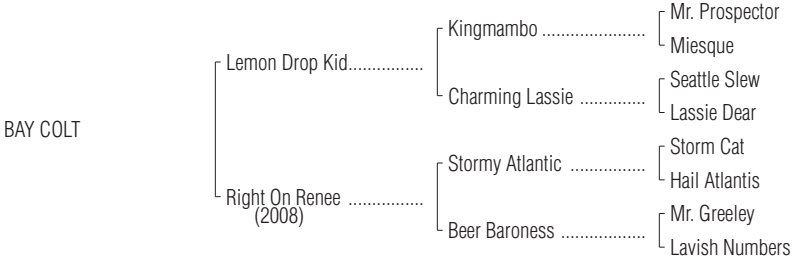 Mr. Prospector
Kingmambo ......................
Miesque
Lemon Drop Kid................
Seattle Slew
Charming Lassie ..............
Lassie Dear
BAY COLT
Storm Cat
Stormy Atlantic ................
Hail Atlantis
Right On Renee ................
(2008)
Mr. Greeley
Beer Baroness ..................
Lavish Numbers